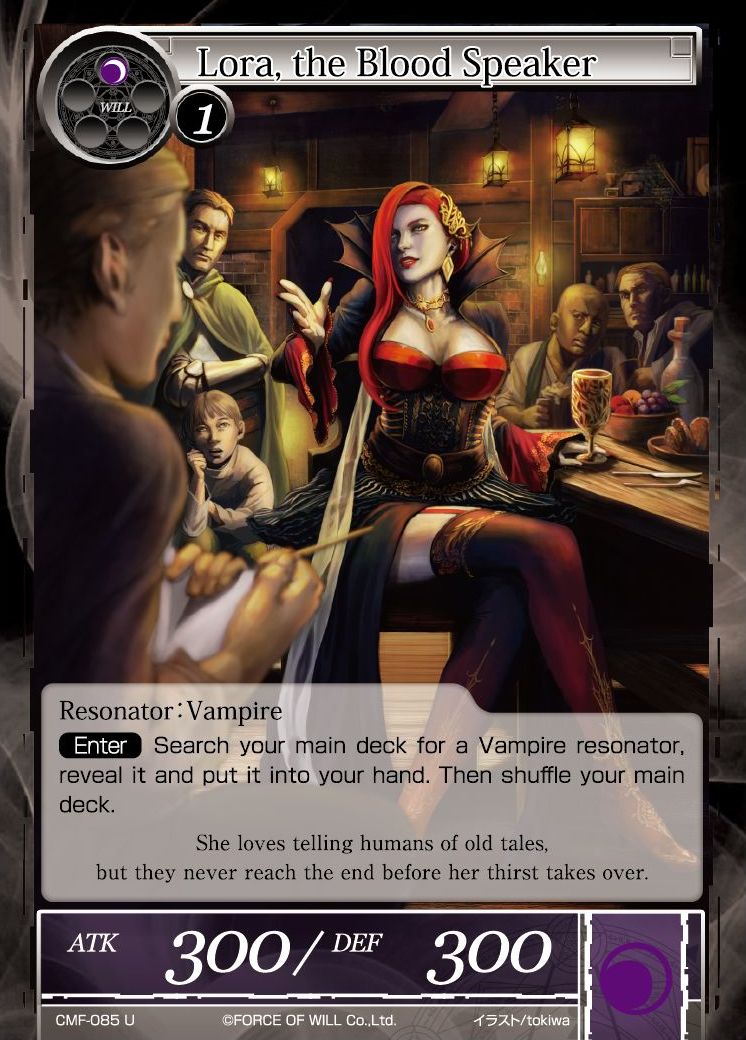 Lora, the Blood Speaker
WILL
1
Resonator:Vampire
Enter Search your main deck for a Vampire resonator,
reveal it and put it into your hand. Then shuffle your main
deck.
She loves telling humans of old tales,
but they never reach the end before her thirst takes over.
ATK 300/ DEF 300
CMF-085 U ©FORCE OF WILL Co.,Ltd. イラスト/tokiwa